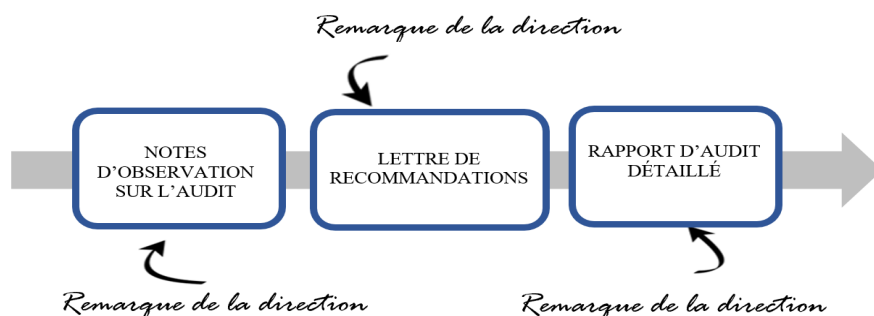 Remarque de la direction
NOTES
D'OBSERVATION
SUR L'AUDIT
LETTRE DE
RECOMMANDATIONS
RAPPORT D'AUDIT
DÉTAILLÉ
Remarque de la direction
Remarque de la direction